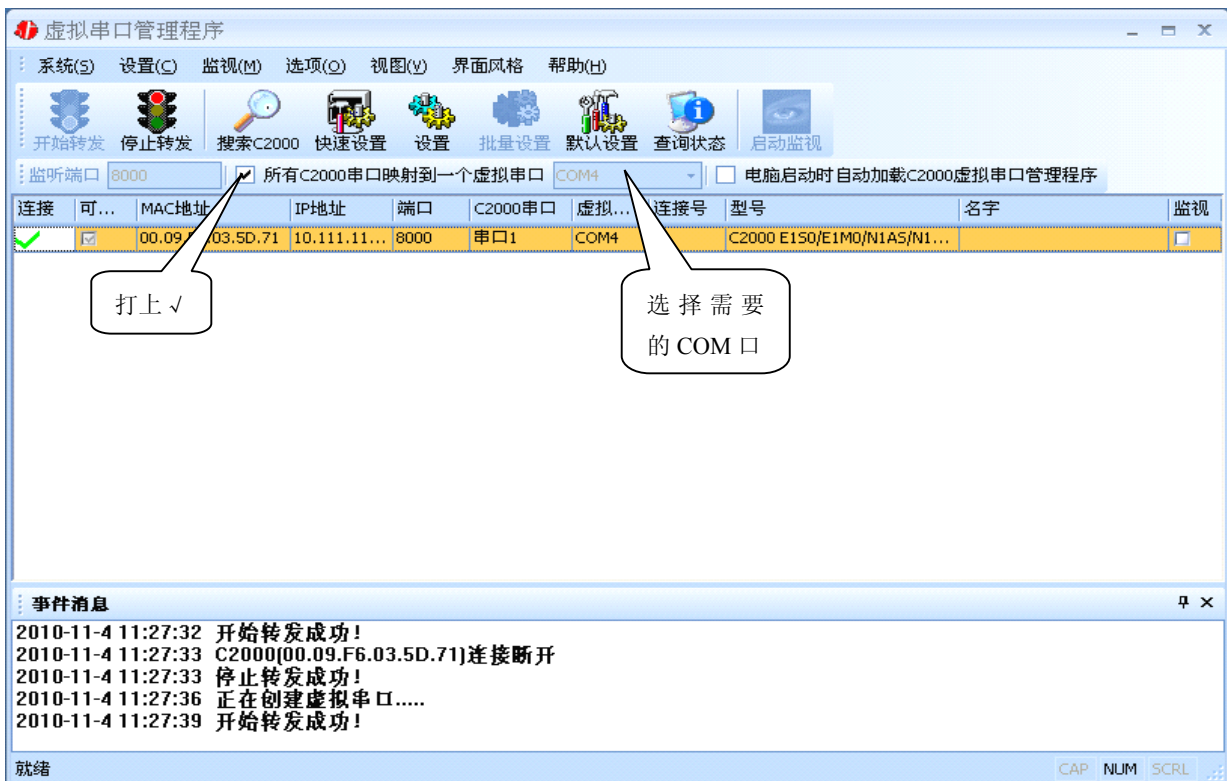 虚拟串口管理程序
系统(S) 设置(C) 监视(M) 选项(O) 视图(V) 界面风格 帮助(H)
开始转发 停止转发 搜索C2000 快速设置 设置 批量设置 默认设置 查询状态 启动监视
监听端口 8000 所有C2000串口映射到一个虚拟串口 COM4 电脑启动时自动加载C2000虚拟串口管理程序
连接 可... MAC地址 IP地址 端口 C2000串口 虚拟... 连接号 型号 名字 监视
00.09. .03.5D.71 10.111.11... 8000 串口1 COM4 C2000 E1S0/E1M0/N1AS/N1...
打上√
选择需要
的COM口
事件消息
2010-11-4 11:27:32 开始转发成功!
2010-11-4 11:27:33 C2000(00.09.F6.03.5D.71)连接断开
2010-11-4 11:27:33 停止转发成功!
2010-11-4 11:27:36 正在创建虚拟串口.....
2010-11-4 11:27:39 开始转发成功!
就绪 CAP NUM SCRL